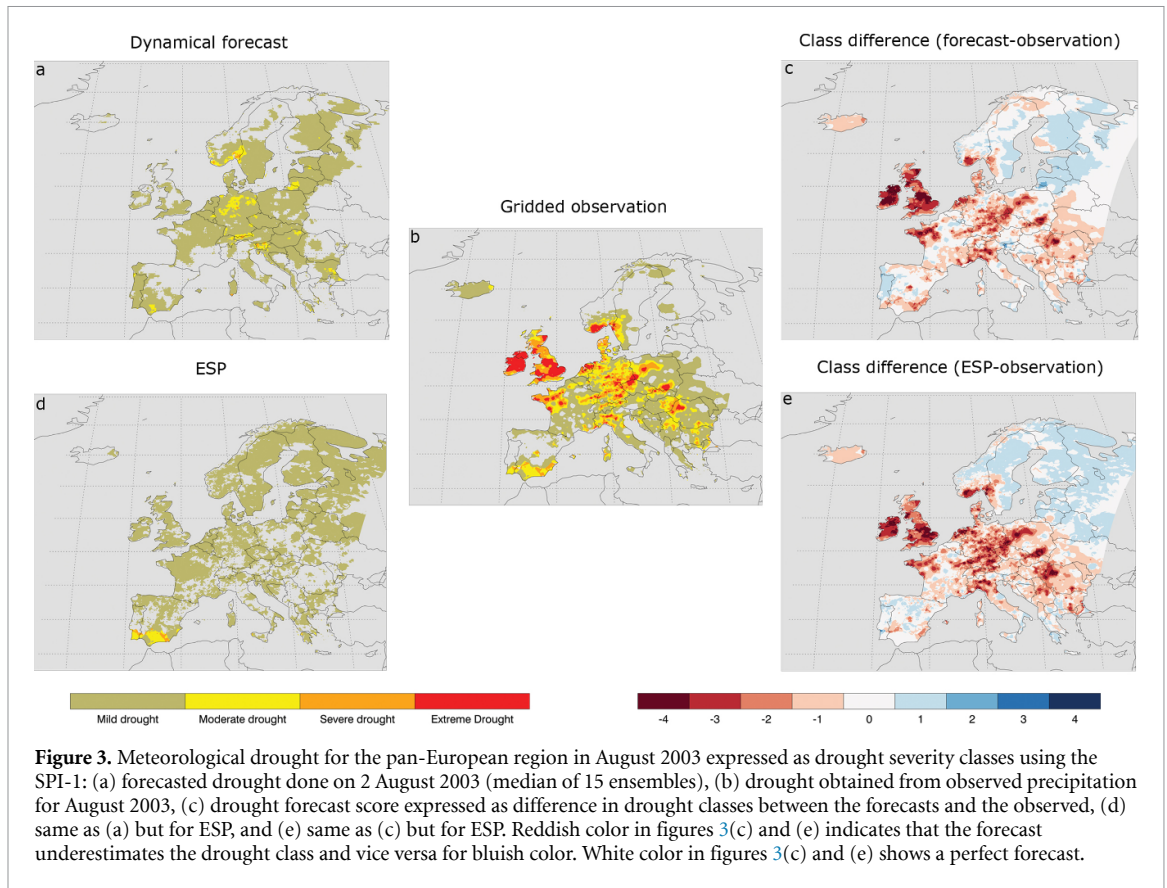 Dynamical forecast
a
Class difference (forecast-observation)
c
Gridded observation
b
ESP
d
Class difference (ESP-observation)
e
Mild drought Moderate drought Severe drought Extreme Drought
-4 -3 -2 -1 0 1 2 3 4
Figure 3. Meteorological drought for the pan-European region in August 2003 expressed as drought severity classes using the
SPI-1: (a) forecasted drought done on 2 August 2003 (median of 15 ensembles), (b) drought obtained from observed precipitation
for August 2003, (c) drought forecast score expressed as difference in drought classes between the forecasts and the observed, (d)
same as (a) but for ESP, and (e) same as (c) but for ESP. Reddish color in figures 3(c) and (e) indicates that the forecast
underestimates the drought class and vice versa for bluish color. White color in figures 3(c) and (e) shows a perfect forecast.